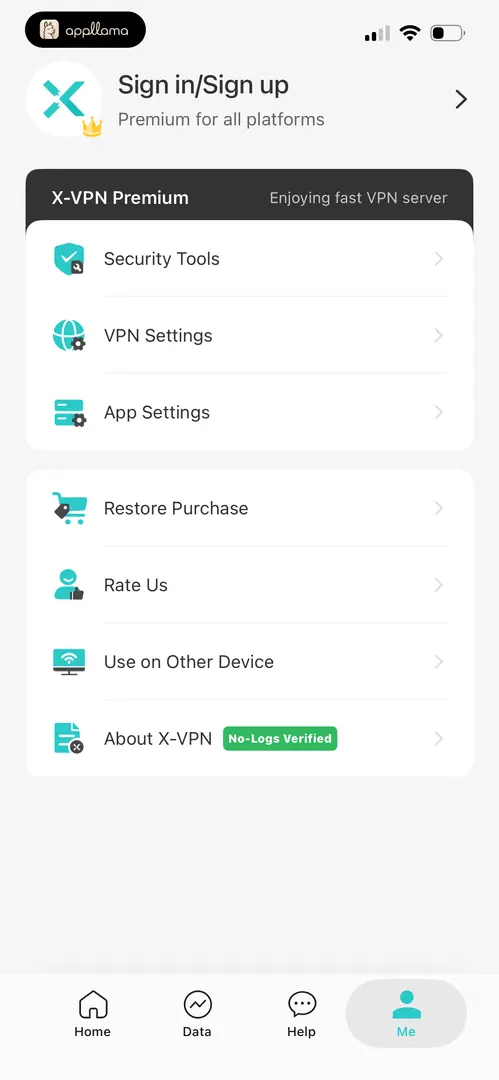 appllama
Sign in/Sign up
Premium for all platforms
X-VPN Premium
Enjoying fast VPN server
Security Tools
VPN Settings
App Settings
Restore Purchase
Rate Us
Use on Other Device
About X-VPN No-Logs Verified
Home
Data
Help
Me